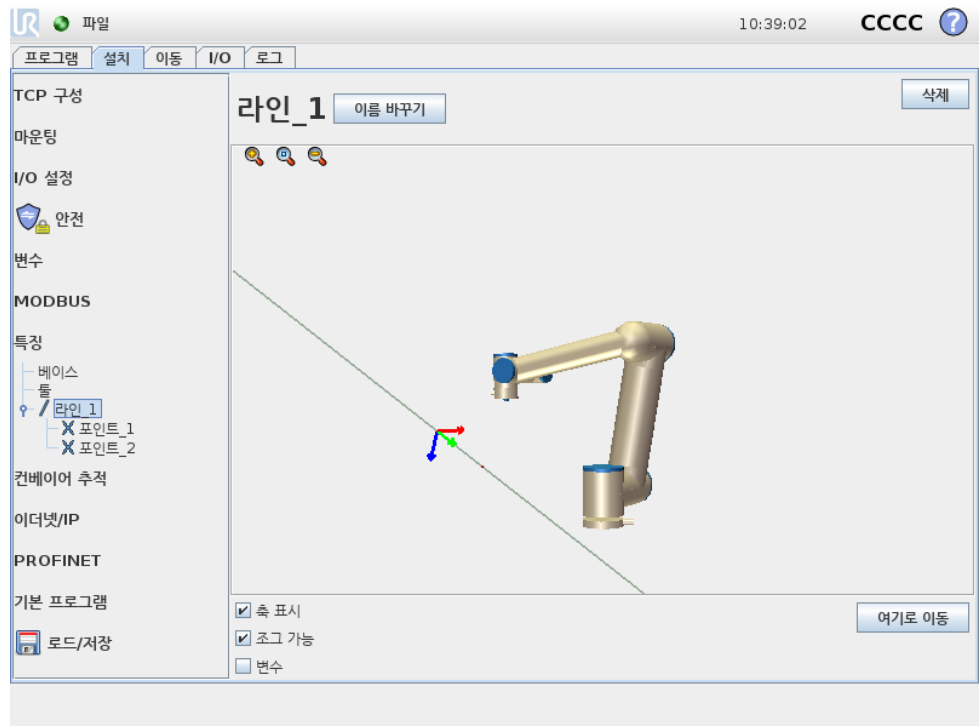 UR 파일 10:39:02 CCCC ?
프로그램 설치 이동 I/O 로그
TCP 구성
마운팅
I/O 설정
안전
변수
MODBUS
특징
베이스
툴
라인_1
포인트_1
포인트_2
컨베이어 추적
이더넷/IP
PROFINET
기본 프로그램
로드/저장
라인_1 이름 바꾸기 삭제
축 표시
조그 가능
변수
여기로 이동